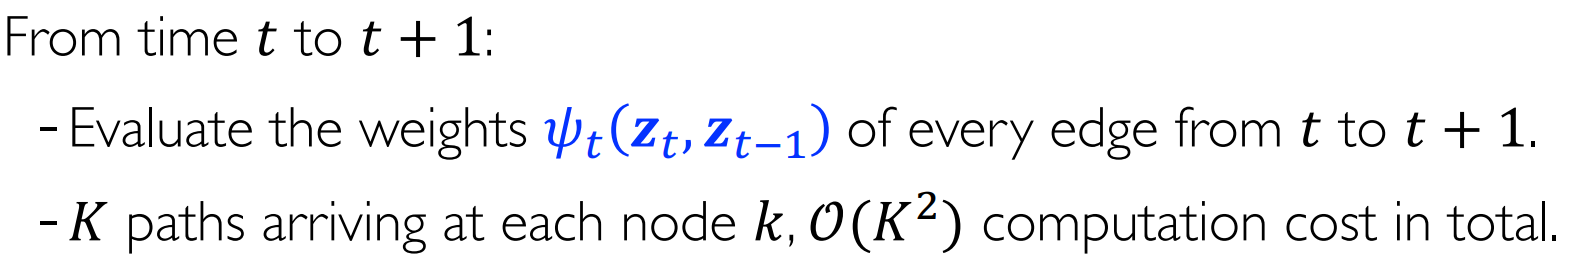 From time t to t + 1:
- Evaluate the weights ψ_t(z_t, z_{t−1}) of every edge from t to t + 1.
- K paths arriving at each node k, 𝒪(K²) computation cost in total.